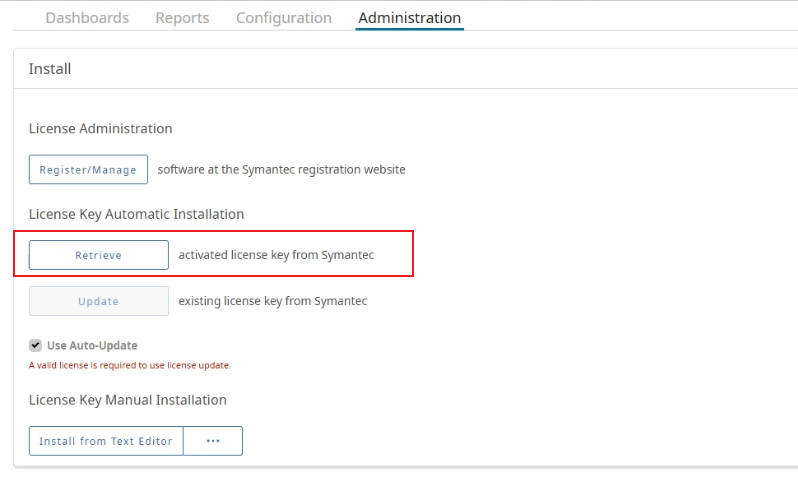 Dashboards Reports Configuration Administration
Install
License Administration
Register/Manage software at the Symantec registration website
License Key Automatic Installation
Retrieve activated license key from Symantec
Update existing license key from Symantec
Use Auto-Update
A valid license is required to use license update.
License Key Manual Installation
Install from Text Editor ...